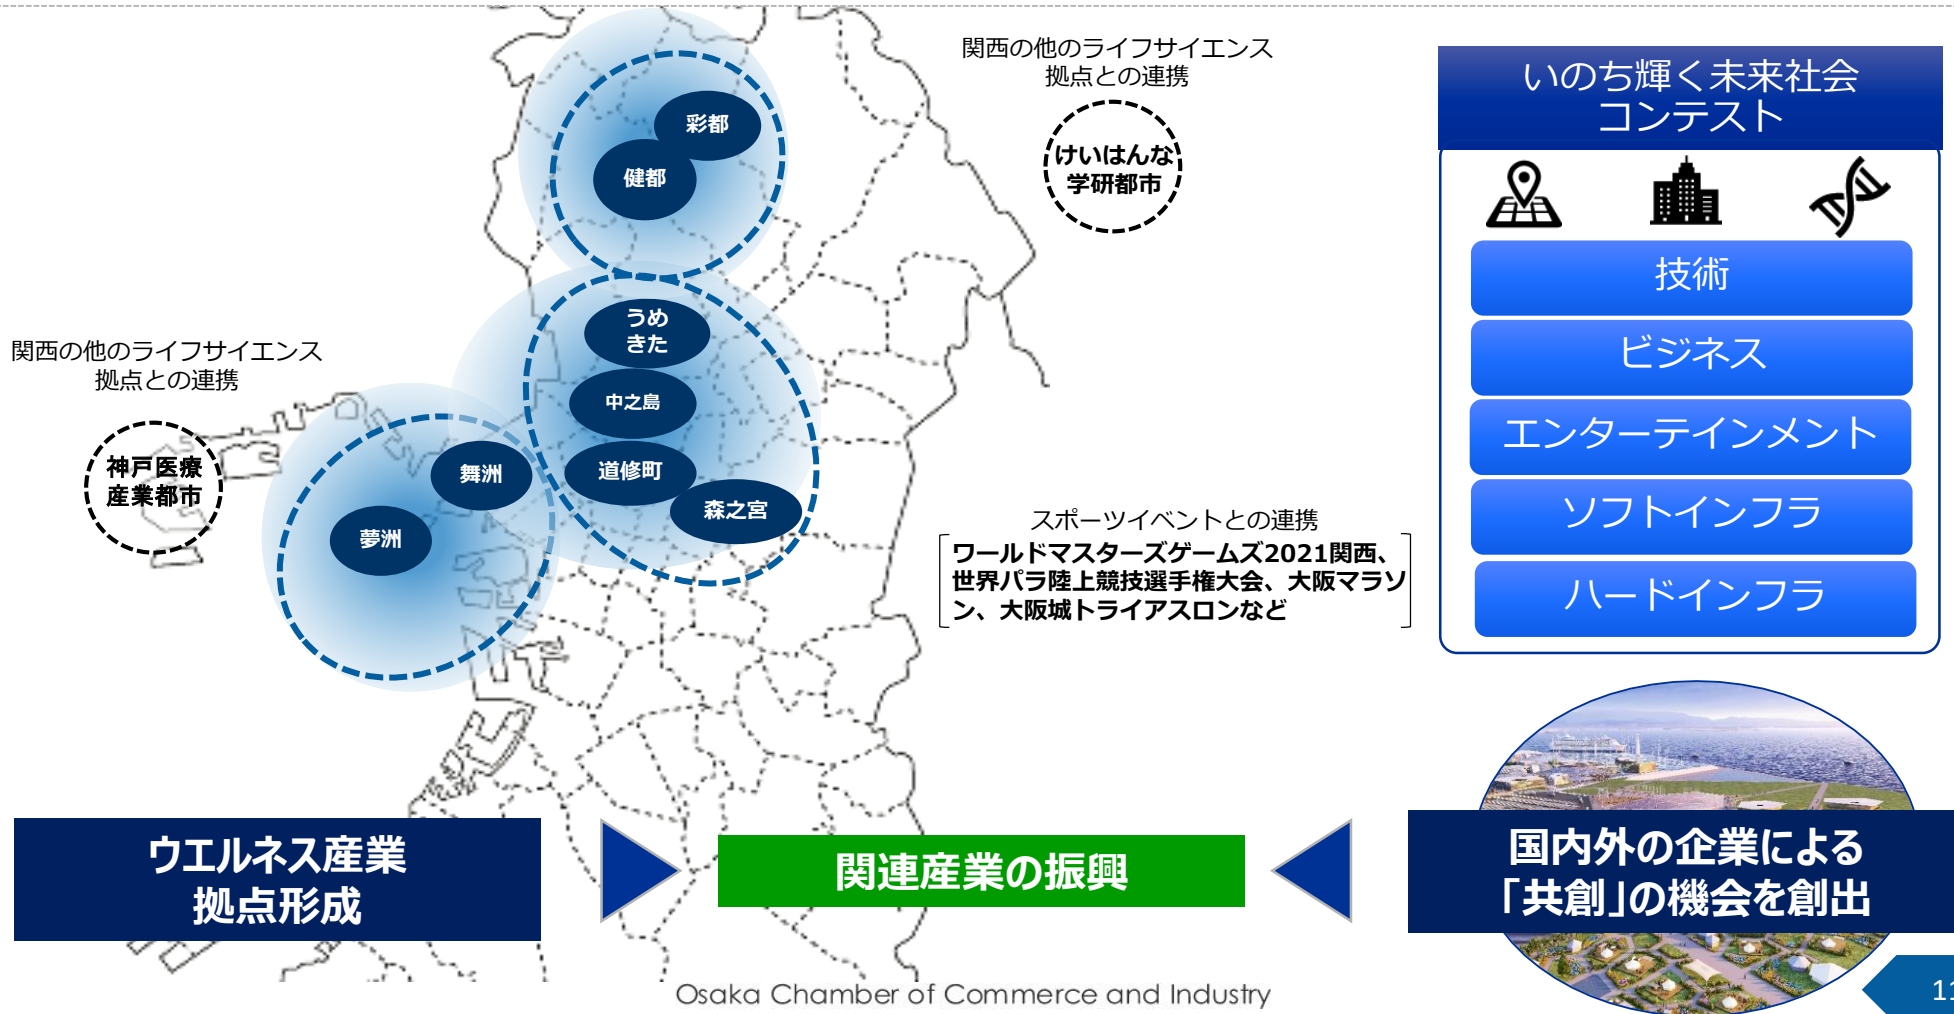 関西の他のライフサイエンス
拠点との連携
けいはんな
学研都市
彩都
健都
うめ
きた
中之島
道修町
森之宮
舞洲
夢洲
関西の他のライフサイエンス
拠点との連携
神戸医療
産業都市
スポーツイベントとの連携
ワールドマスターズゲームズ2021関西、
世界パラ陸上競技選手権大会、大阪マラソ
ン、大阪城トライアスロンなど
いのち輝く未来社会
コンテスト
技術
ビジネス
エンターテインメント
ソフトインフラ
ハードインフラ
ウエルネス産業
拠点形成
関連産業の振興
国内外の企業による
「共創」の機会を創出
Osaka Chamber of Commerce and Industry
11